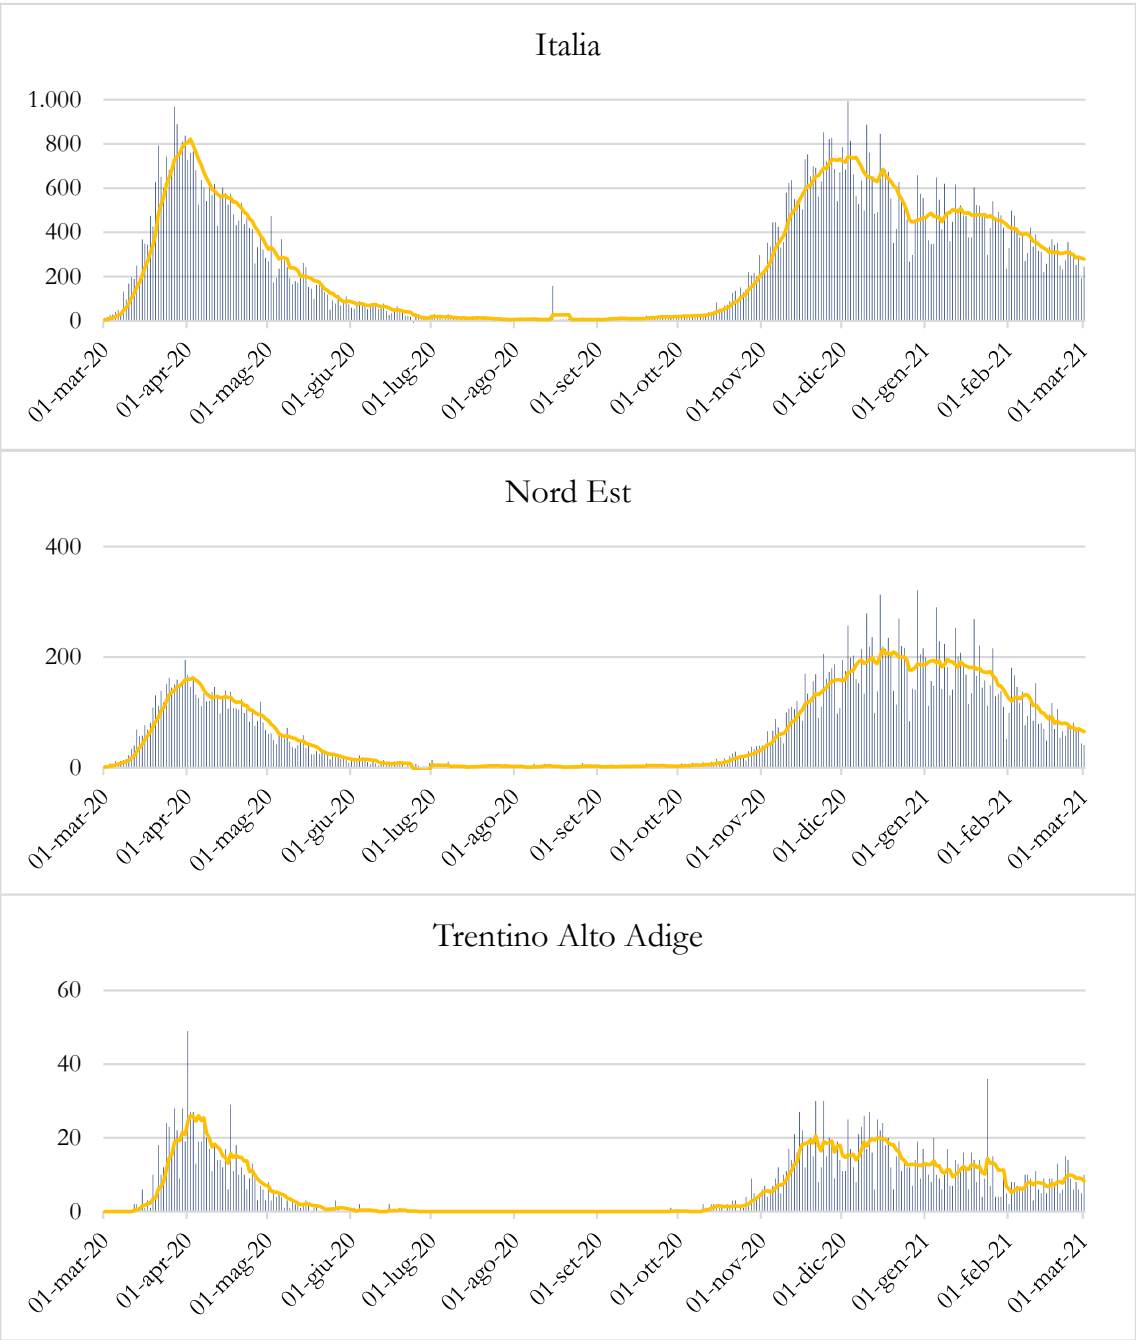 Italia
1.000
800
600
400
200
0
01-mar-20 01-apr-20 01-mag-20 01-giu-20 01-lug-20 01-ago-20 01-set-20 01-ott-20 01-nov-20 01-dic-20 01-gen-21 01-feb-21 01-mar-21
Nord Est
400
200
0
01-mar-20 01-apr-20 01-mag-20 01-giu-20 01-lug-20 01-ago-20 01-set-20 01-ott-20 01-nov-20 01-dic-20 01-gen-21 01-feb-21 01-mar-21
Trentino Alto Adige
60
40
20
0
01-mar-20 01-apr-20 01-mag-20 01-giu-20 01-lug-20 01-ago-20 01-set-20 01-ott-20 01-nov-20 01-dic-20 01-gen-21 01-feb-21 01-mar-21